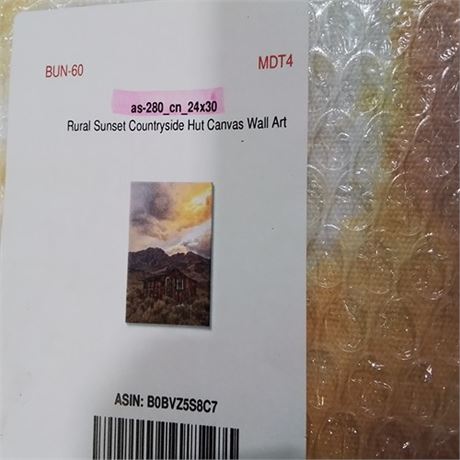 BUN-60
MDT4
as-280_cn_24x30
Rural Sunset Countryside Hut Canvas Wall Art
ASIN: B0BVZ5S8C7